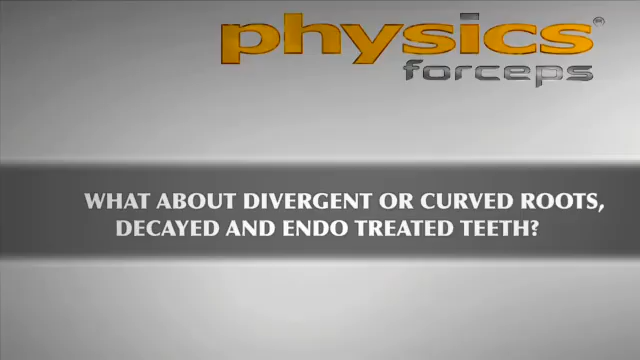 physics®
forceps
WHAT ABOUT DIVERGENT OR CURVED ROOTS,
DECAYED AND ENDO TREATED TEETH?